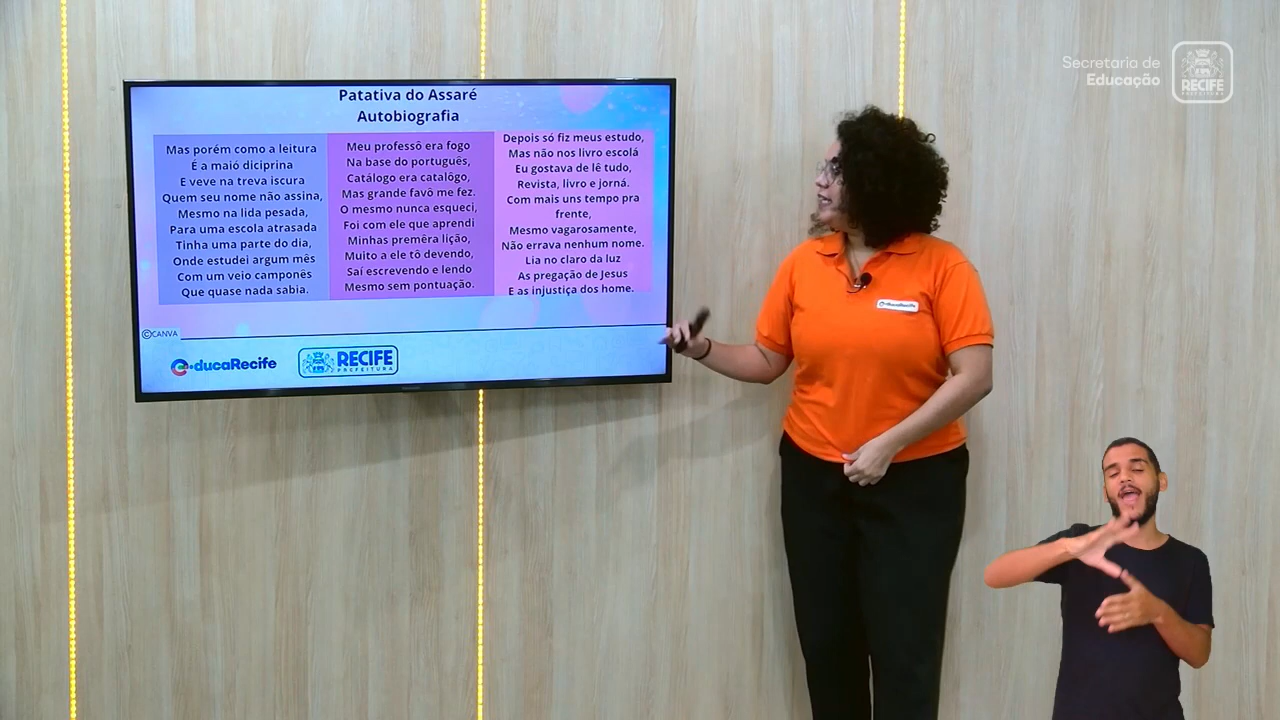 Secretaria de
Educação
RECIFE
PREFEITURA
Patativa do Assaré
Autobiografia
Mas porém como a leitura
É a maió diciprina
E veve na treva iscura
Quem seu nome não assina,
Mesmo na lida pesada,
Para uma escola atrasada
Tinha uma parte do dia,
Onde estudei argum mês
Com um veio camponês
Que quase nada sabia.
Meu professô era fogo
Na base do português,
Catálogo era catalôgo,
Mas grande favô me fez.
O mesmo nunca esqueci,
Foi com ele que aprendi
Minhas premêra lição,
Muito a ele tô devendo,
Saí escrevendo e lendo
Mesmo sem pontuação.
Depois só fiz meus estudo,
Mas não nos livro escolá
Eu gostava de lê tudo,
Revista, livro e jorná.
Com mais uns tempo pra
frente,
Mesmo vagarosamente,
Não errava nenhum nome.
Lia no claro da luz
As pregação de Jesus
E as injustiça dos home.
©CANVA
EducaRecife
RECIFE
PREFEITURA
EducaRecife